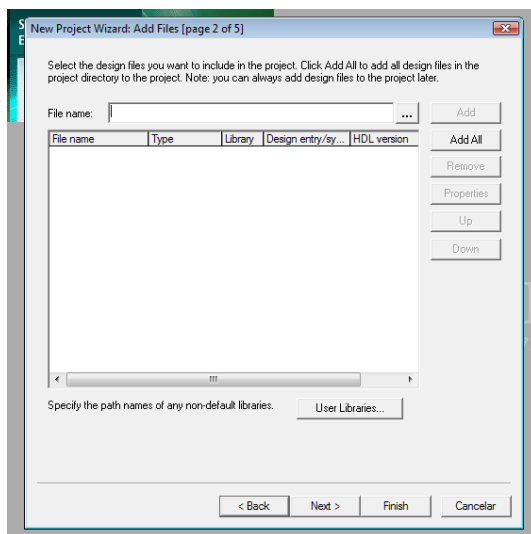 S
E
New Project Wizard: Add Files [page 2 of 5]
Select the design files you want to include in the project. Click Add All to add all design files in the
project directory to the project. Note: you can always add design files to the project later.
File name: ... Add
File name Type Library Design entry/sy... HDL version Add All
Remove
Properties
Up
Down
Specify the path names of any non-default libraries. User Libraries...
< Back Next > Finish Cancelar